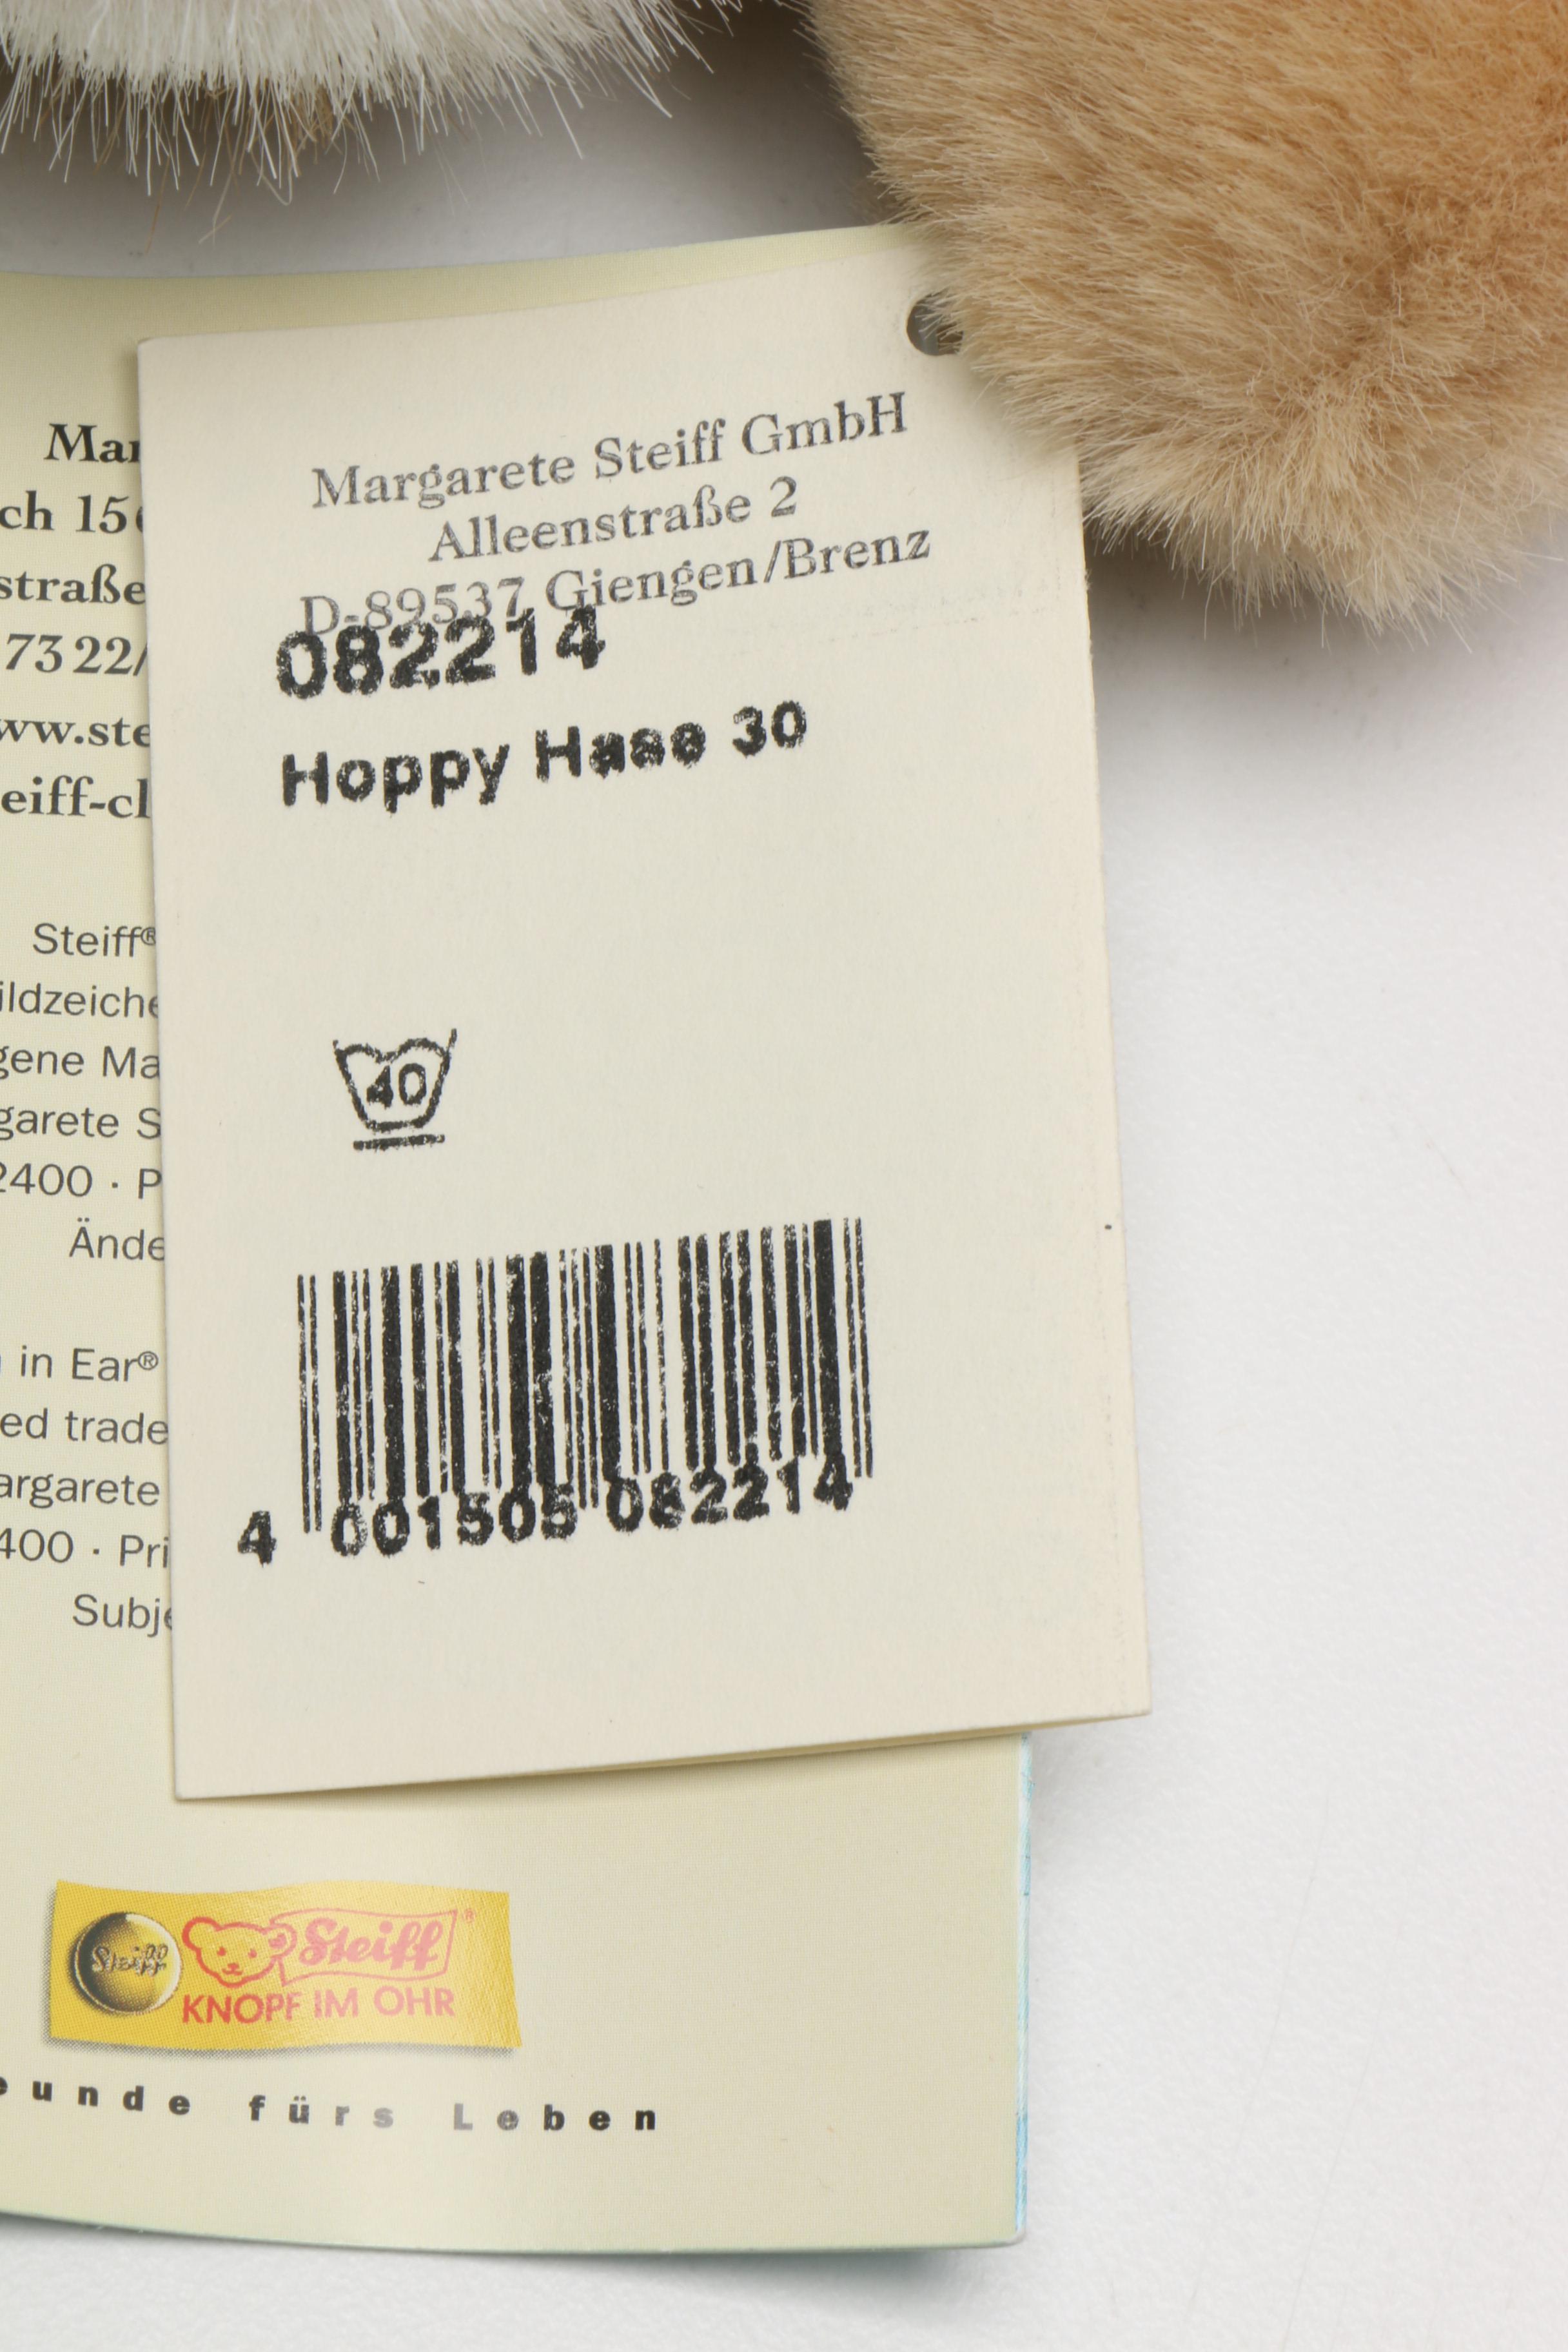 Margarete Steiff GmbH
Alleenstraße 2
D-89537 Giengen/Brenz
082214
Hoppy Hase 30
40
4 001505 082214
Mar
ch 15
straße
7322/
ww.ste
eiff-cl
Steiff®
ildzeiche
gene Ma
garete S
2400 · P
Ände
in Ear®
ed trade
argarete
400 · Pri
Subje
Steiff
Steiff®
KNOPF IM OHR
eunde fürs Leben